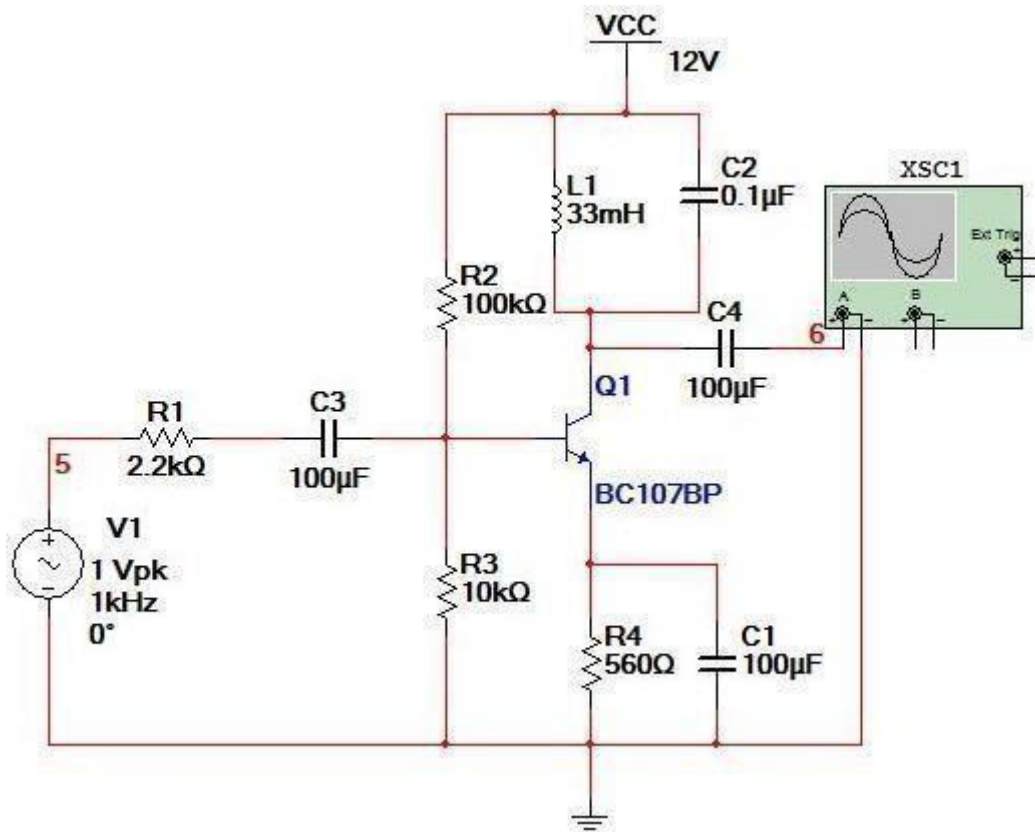 VCC
12V
XSC1
L1
33mH
C2
0.1µF
Ext Trig
+
−
A
B
+ −
+ −
R2
100kΩ
C4
100µF
6
Q1
R1
2.2kΩ
C3
100µF
5
BC107BP
V1
1 Vpk
1kHz
0°
+
−
R3
10kΩ
R4
560Ω
C1
100µF